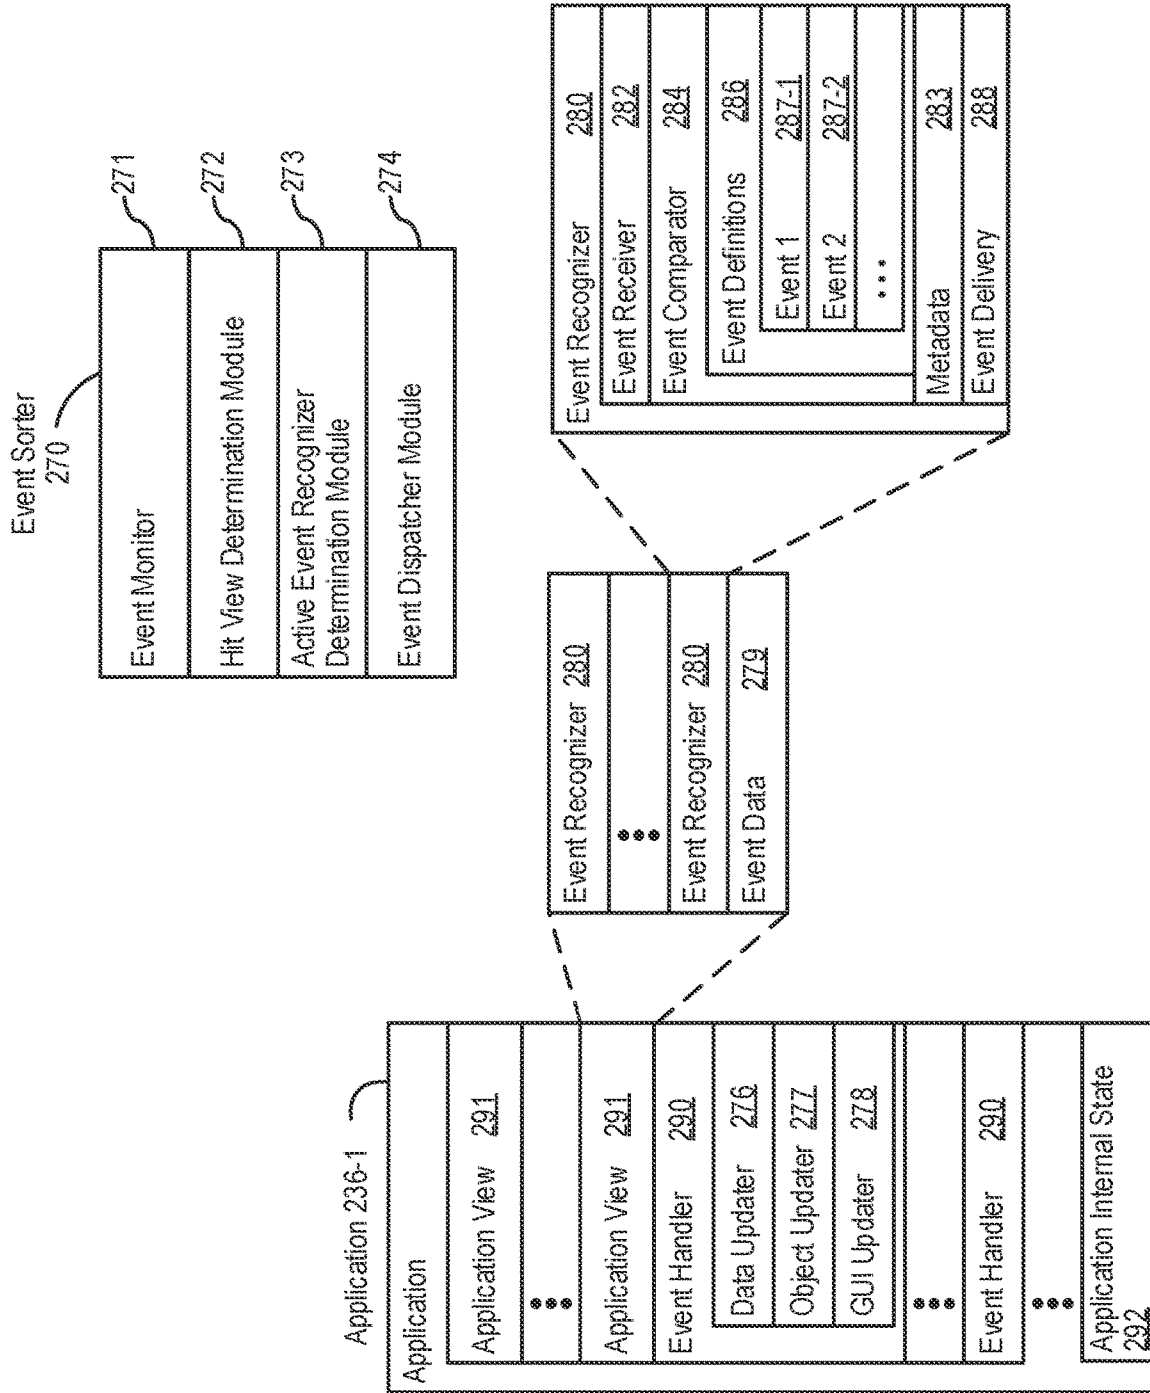 Event Sorter
270
Event Monitor
271
Hit View Determination Module
272
Active Event Recognizer
Determination Module
273
Event Dispatcher Module
274
Application 236-1
Application
Application View 291
•••
Application View 291
Event Handler 290
Data Updater 276
Object Updater 277
GUI Updater 278
•••
Event Handler 290
•••
Application Internal State
292
Event Recognizer 280
•••
Event Recognizer 280
Event Data 279
Event Recognizer 280
Event Receiver 282
Event Comparator 284
Event Definitions 286
Event 1 287-1
Event 2 287-2
•••
Metadata 283
Event Delivery 288